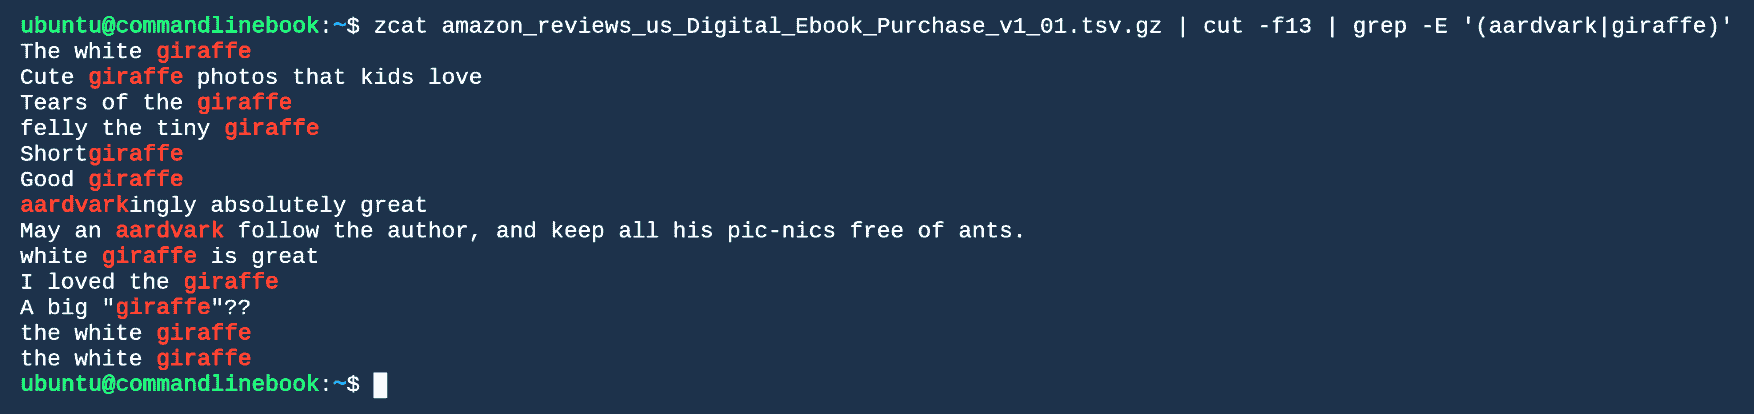 ubuntu@commandlinebook:~$ zcat amazon_reviews_us_Digital_Ebook_Purchase_v1_01.tsv.gz | cut -f13 | grep -E '(aardvark|giraffe)'
The white giraffe
Cute giraffe photos that kids love
Tears of the giraffe
felly the tiny giraffe
Shortgiraffe
Good giraffe
aardvarkingly absolutely great
May an aardvark follow the author, and keep all his pic-nics free of ants.
white giraffe is great
I loved the giraffe
A big "giraffe"??
the white giraffe
the white giraffe
ubuntu@commandlinebook:~$